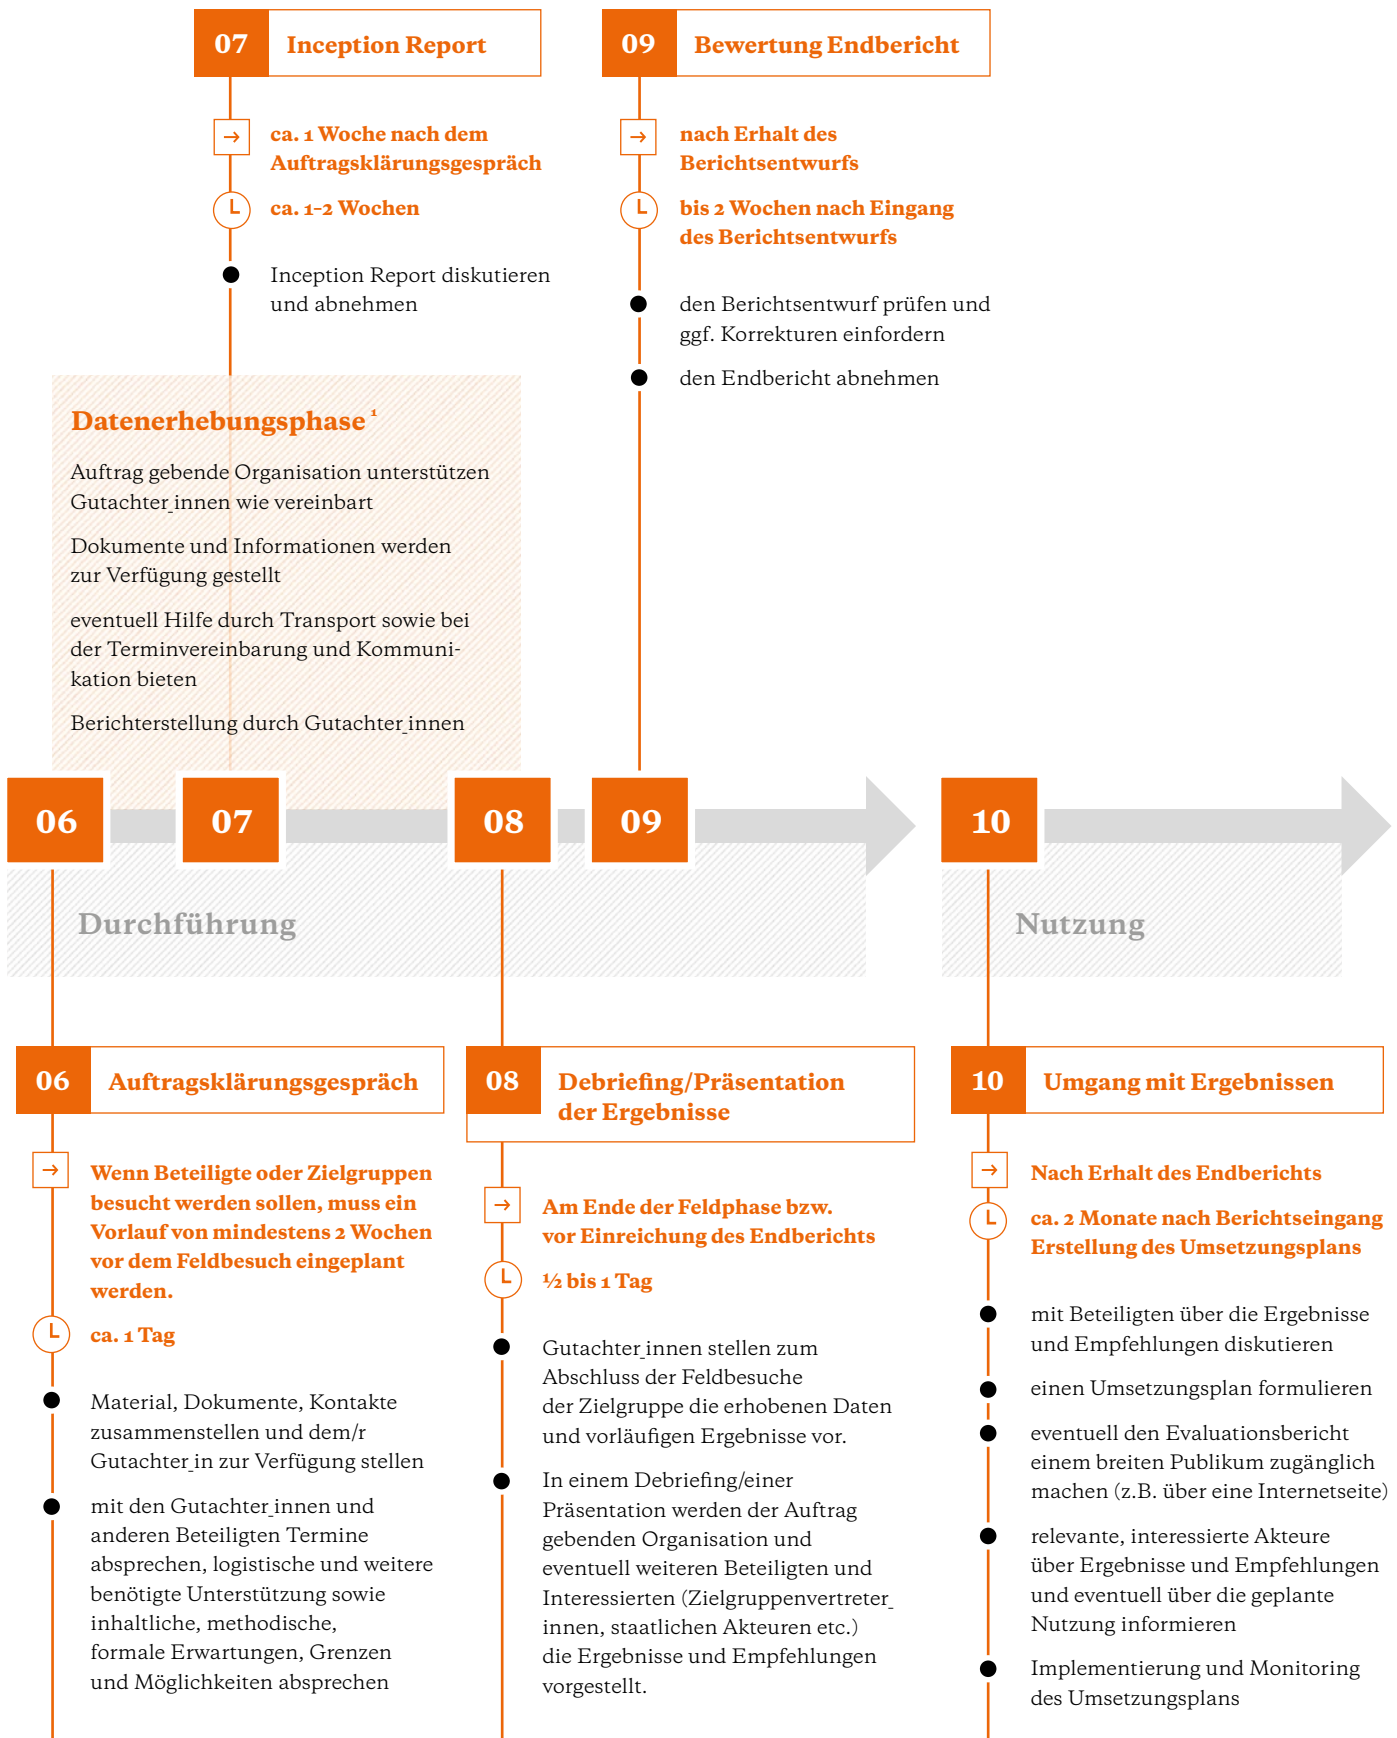 07 Inception Report
→ ca. 1 Woche nach dem
Auftragsklärungsgespräch
ca. 1–2 Wochen
Inception Report diskutieren
und abnehmen
09 Bewertung Endbericht
→ nach Erhalt des
Berichtsentwurfs
bis 2 Wochen nach Eingang
des Berichtsentwurfs
den Berichtsentwurf prüfen und
ggf. Korrekturen einfordern
den Endbericht abnehmen
Datenerhebungsphase ¹
Auftrag gebende Organisation unterstützen
Gutachter_innen wie vereinbart
Dokumente und Informationen werden
zur Verfügung gestellt
eventuell Hilfe durch Transport sowie bei
der Terminvereinbarung und Kommuni-
kation bieten
Berichterstellung durch Gutachter_innen
06 07 08 09 10
Durchführung
Nutzung
06 Auftragsklärungsgespräch
→ Wenn Beteiligte oder Zielgruppen
besucht werden sollen, muss ein
Vorlauf von mindestens 2 Wochen
vor dem Feldbesuch eingeplant
werden.
ca. 1 Tag
Material, Dokumente, Kontakte
zusammenstellen und dem/r
Gutachter_in zur Verfügung stellen
mit den Gutachter_innen und
anderen Beteiligten Termine
absprechen, logistische und weitere
benötigte Unterstützung sowie
inhaltliche, methodische,
formale Erwartungen, Grenzen
und Möglichkeiten absprechen
08 Debriefing/Präsentation
der Ergebnisse
→ Am Ende der Feldphase bzw.
vor Einreichung des Endberichts
½ bis 1 Tag
Gutachter_innen stellen zum
Abschluss der Feldbesuche
der Zielgruppe die erhobenen Daten
und vorläufigen Ergebnisse vor.
In einem Debriefing/einer
Präsentation werden der Auftrag
gebenden Organisation und
eventuell weiteren Beteiligten und
Interessierten (Zielgruppenvertreter_
innen, staatlichen Akteuren etc.)
die Ergebnisse und Empfehlungen
vorgestellt.
10 Umgang mit Ergebnissen
→ Nach Erhalt des Endberichts
ca. 2 Monate nach Berichtseingang
Erstellung des Umsetzungsplans
mit Beteiligten über die Ergebnisse
und Empfehlungen diskutieren
einen Umsetzungsplan formulieren
eventuell den Evaluationsbericht
einem breiten Publikum zugänglich
machen (z.B. über eine Internetseite)
relevante, interessierte Akteure
über Ergebnisse und Empfehlungen
und eventuell über die geplante
Nutzung informieren
Implementierung und Monitoring
des Umsetzungsplans